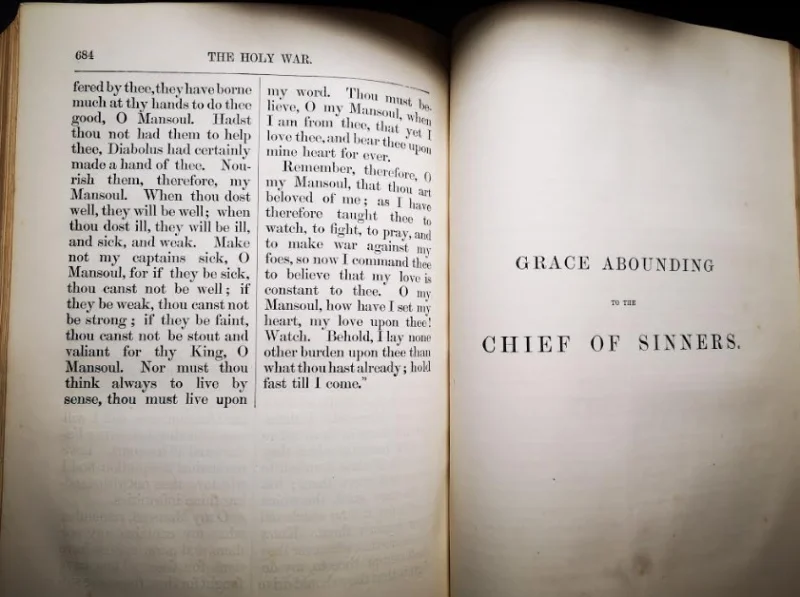 684
THE HOLY WAR.
fered by thee, they have borne
much at thy hands to do thee
good, O Mansoul. Hadst
thou not had them to help
thee, Diabolus had certainly
made a hand of thee. Nou-
rish them, therefore, my
Mansoul. When thou dost
well, they will be well; when
thou dost ill, they will be ill,
and sick, and weak. Make
not my captains sick, O
Mansoul, for if they be sick,
thou canst not be well; if
they be weak, thou canst not
be strong; if they be faint,
thou canst not be stout and
valiant for thy King, O
Mansoul. Nor must thou
think always to live by
sense, thou must live upon
my word. Thou must be-
lieve, O my Mansoul, when
I am from thee, that yet I
love thee, and bear thee upon
mine heart for ever.
Remember, therefore, O
my Mansoul, that thou art
beloved of me; as I have
therefore taught thee to
watch, to fight, to pray, and
to make war against my
foes, so now I command thee
to believe that my love is
constant to thee. O my
Mansoul, how have I set my
heart, my love upon thee!
Watch. Behold, I lay none
other burden upon thee than
what thou hast already; hold
fast till I come."
GRACE ABOUNDING
TO THE
CHIEF OF SINNERS.